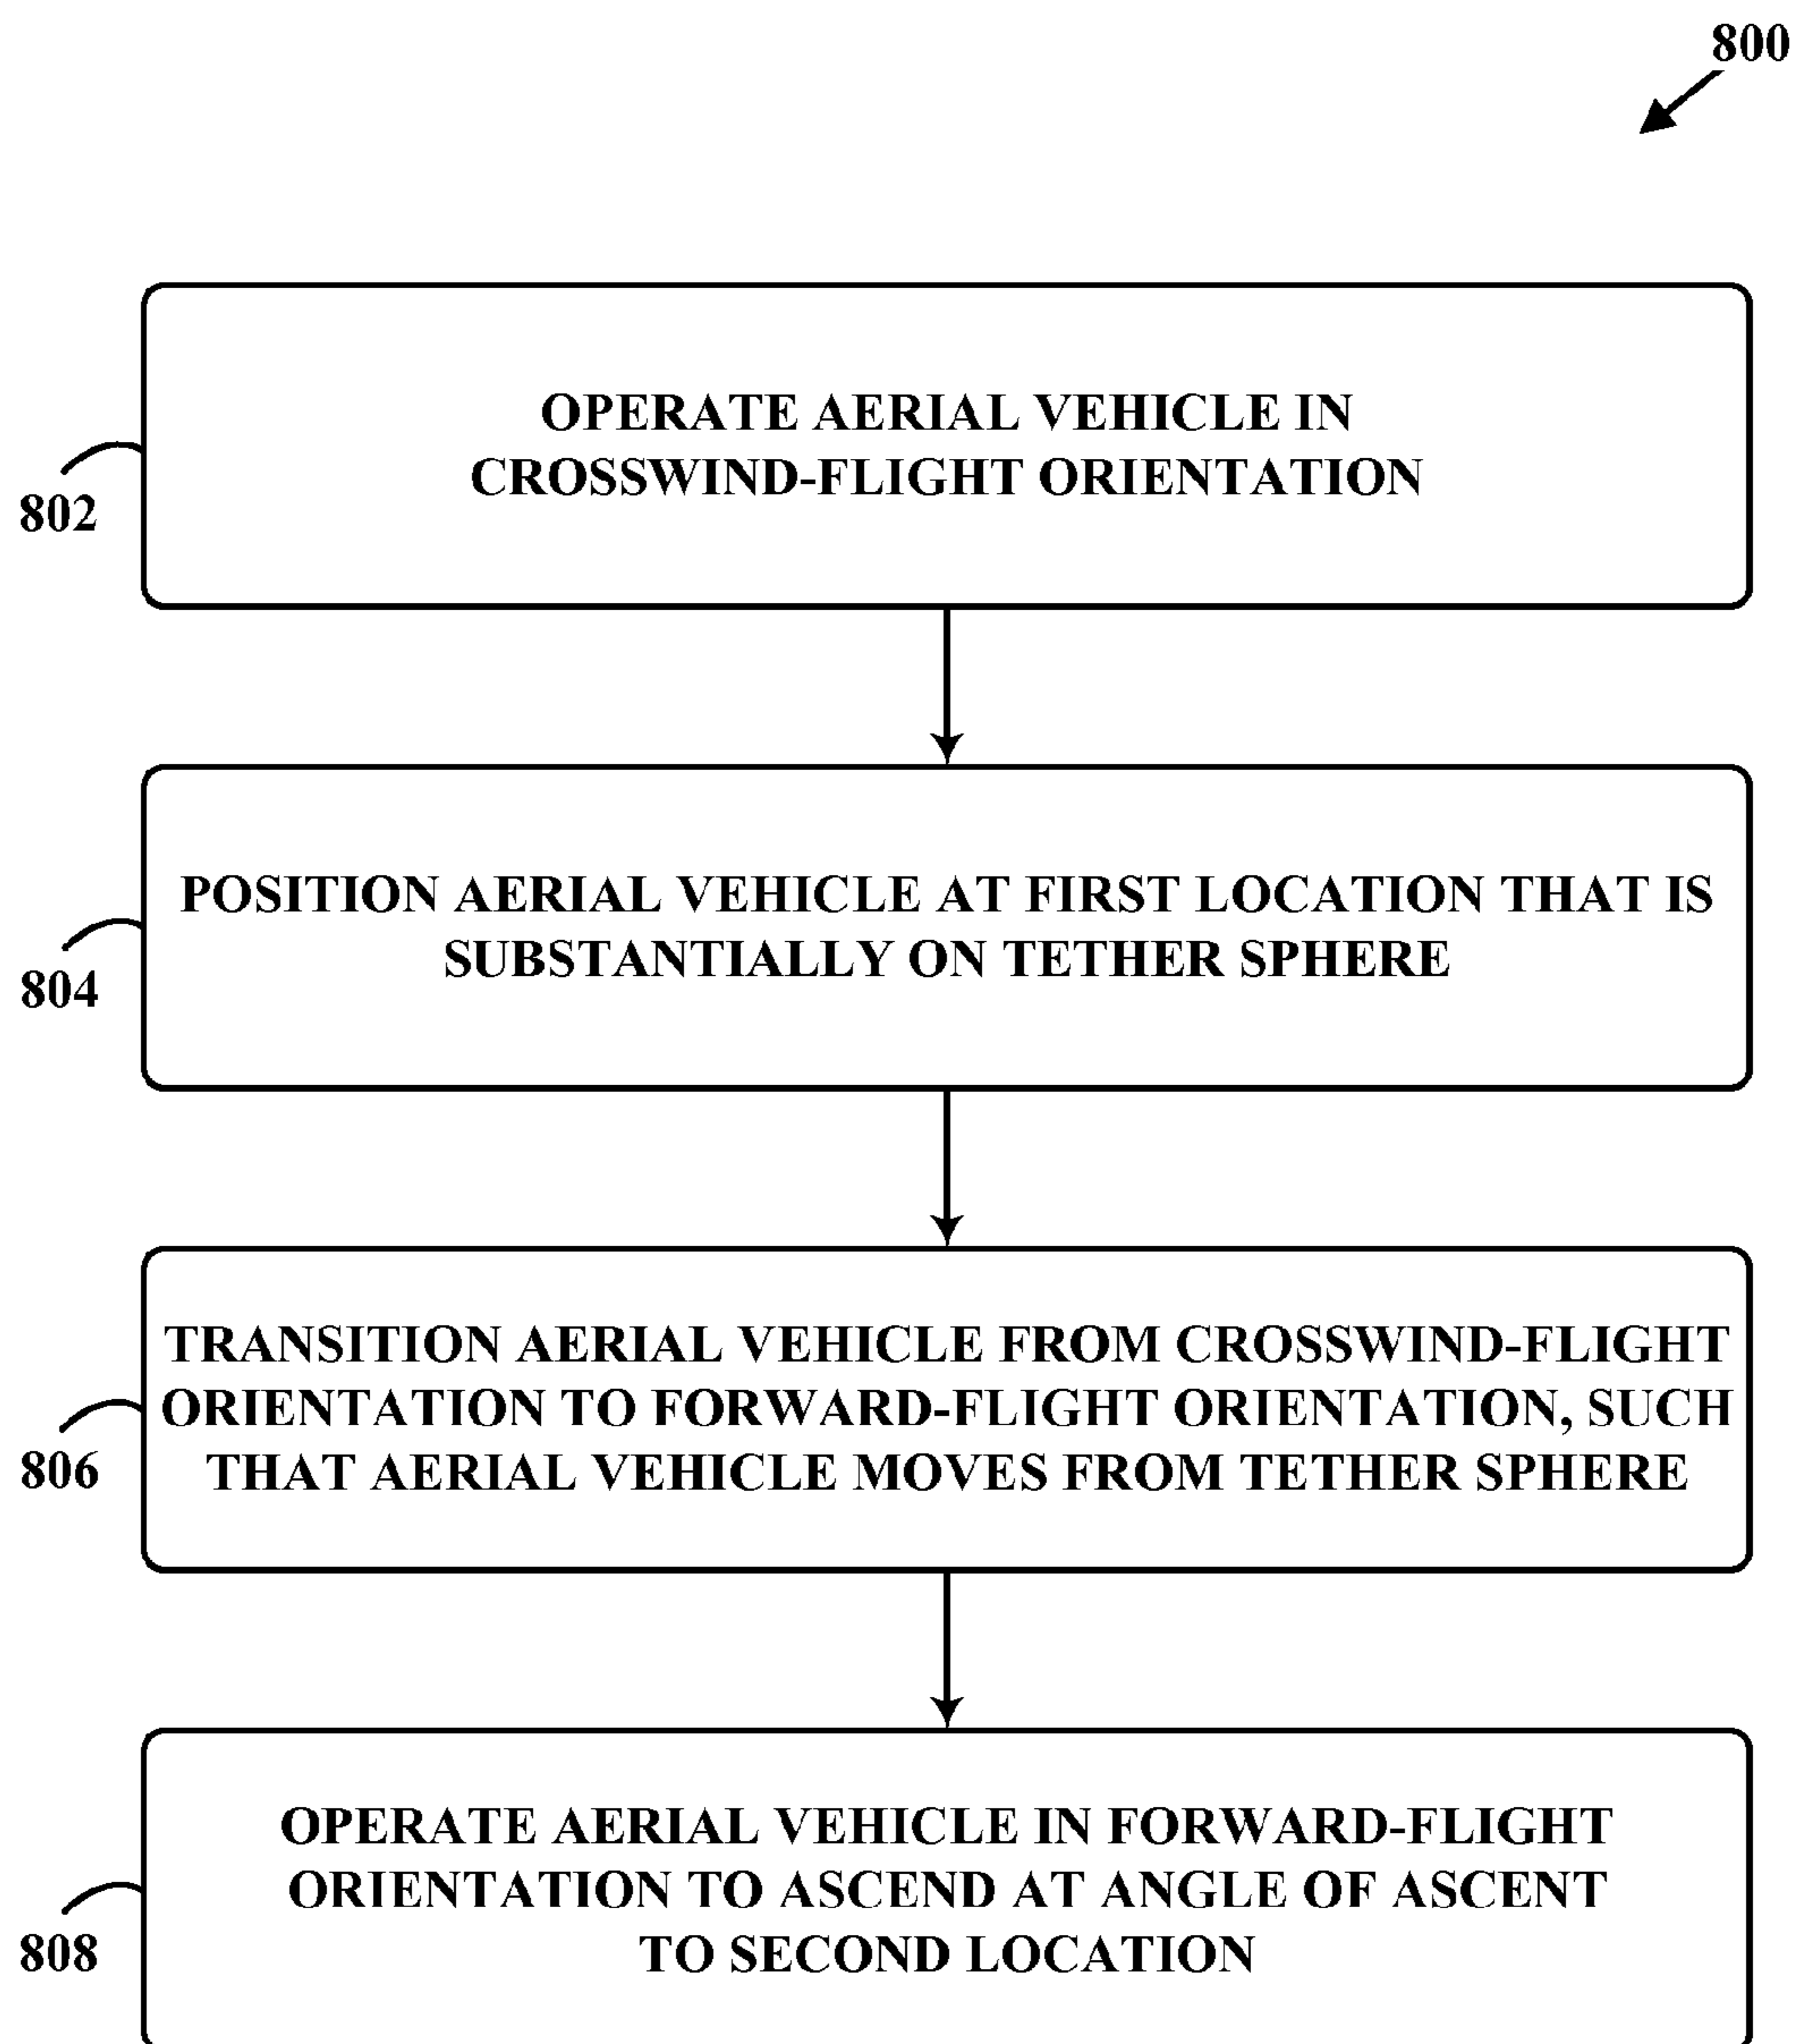 800
OPERATE AERIAL VEHICLE IN
CROSSWIND-FLIGHT ORIENTATION
802
POSITION AERIAL VEHICLE AT FIRST LOCATION THAT IS
SUBSTANTIALLY ON TETHER SPHERE
804
TRANSITION AERIAL VEHICLE FROM CROSSWIND-FLIGHT
ORIENTATION TO FORWARD-FLIGHT ORIENTATION, SUCH
THAT AERIAL VEHICLE MOVES FROM TETHER SPHERE
806
OPERATE AERIAL VEHICLE IN FORWARD-FLIGHT
ORIENTATION TO ASCEND AT ANGLE OF ASCENT
TO SECOND LOCATION
808